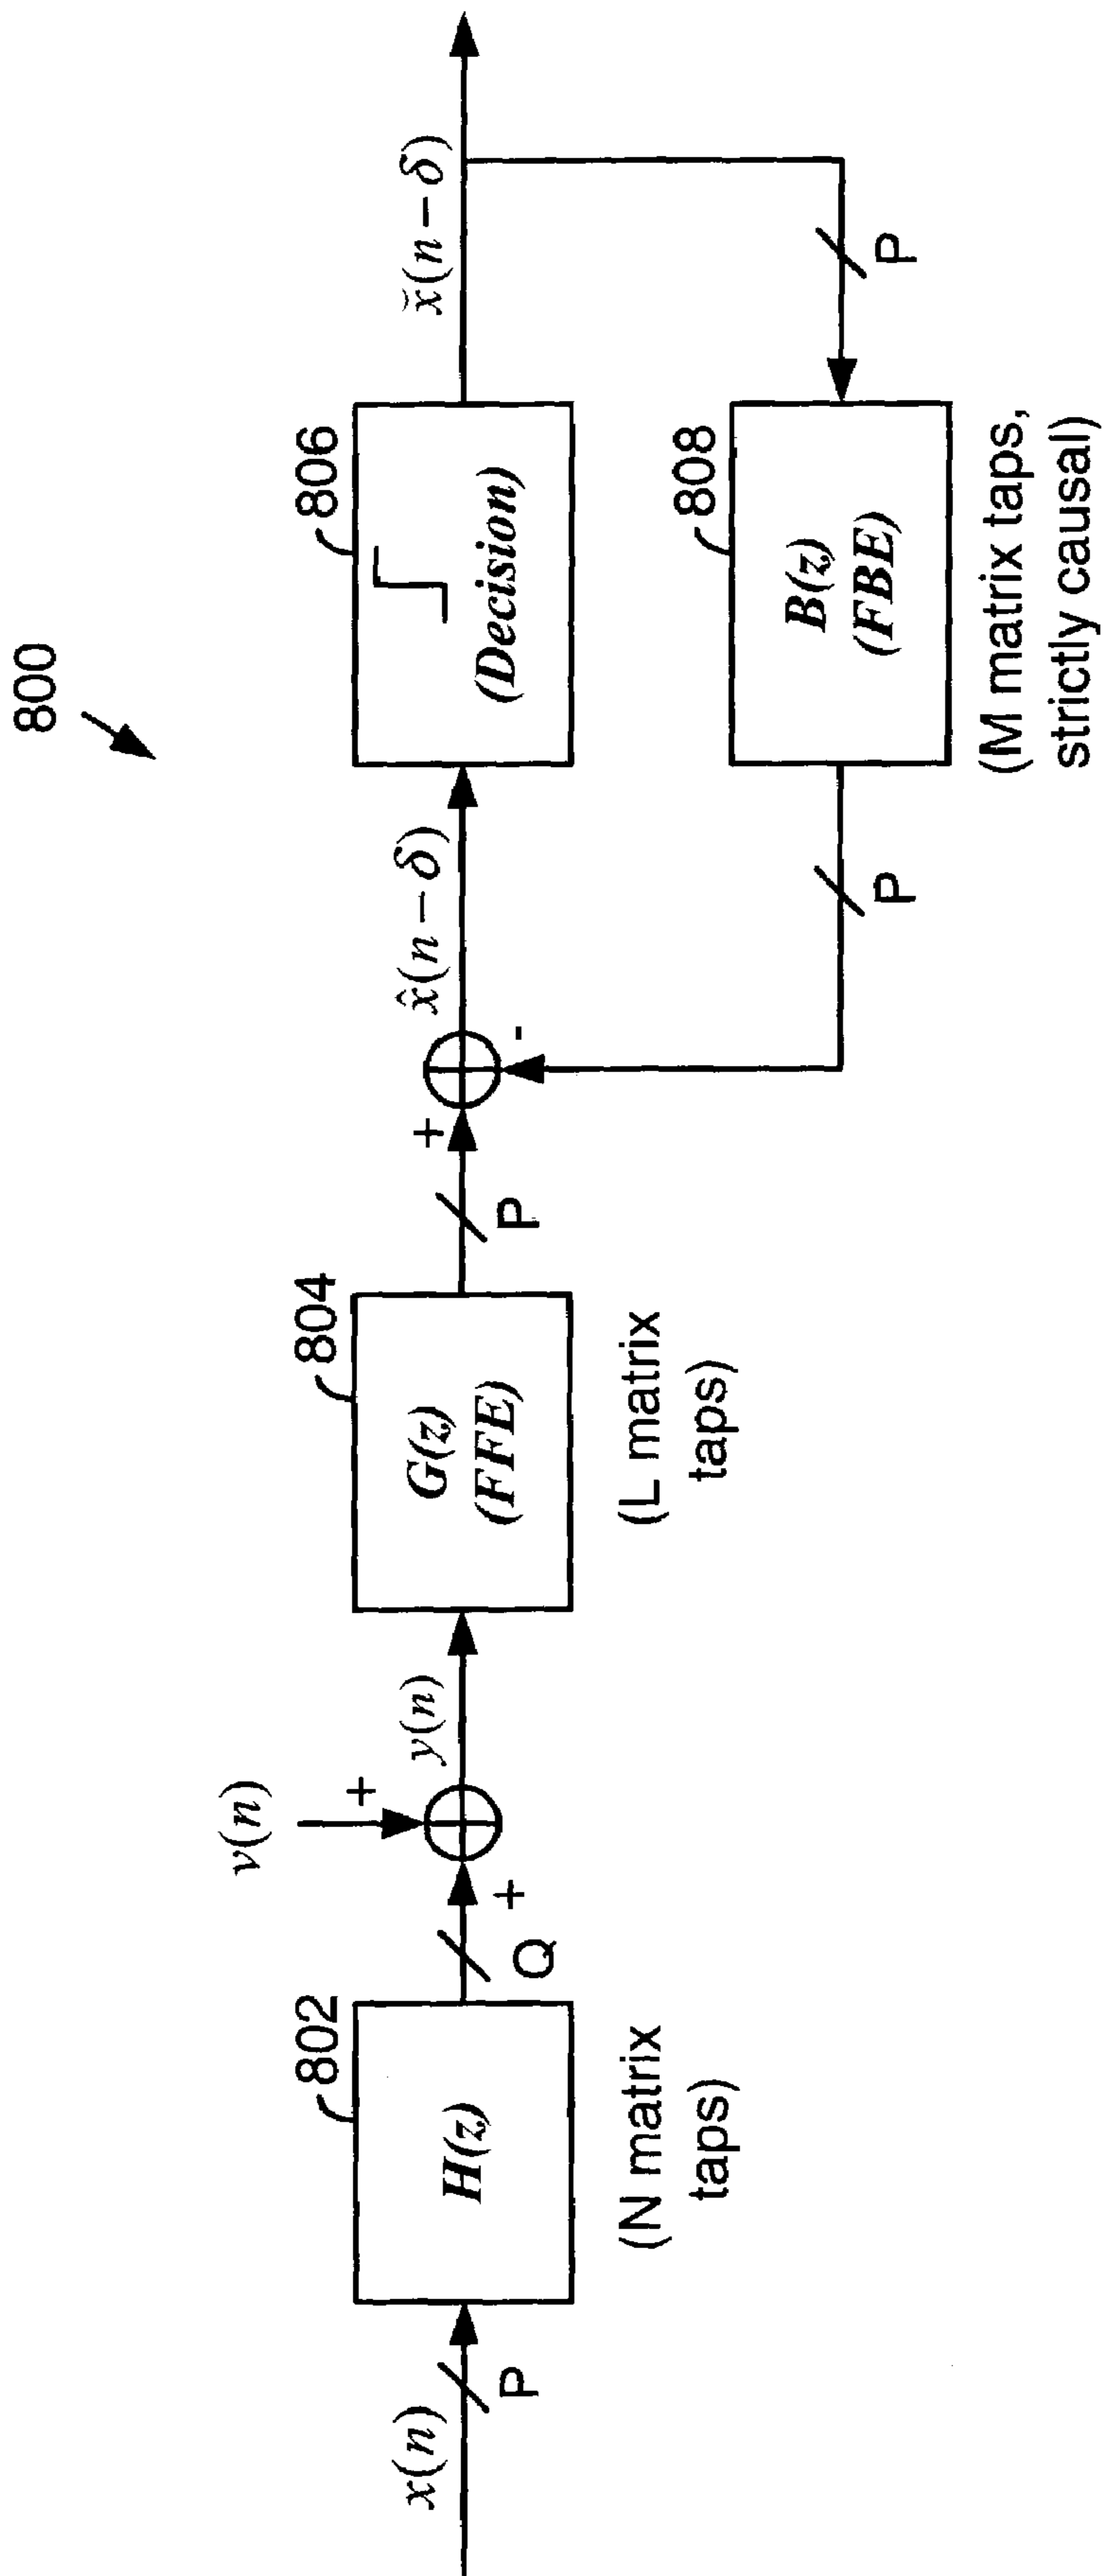 800
x(n)
P
802
H(z)
(N matrix
taps)
Q
+
v(n)
+
y(n)
804
G(z)
(FFE)
(L matrix
taps)
P
+
-
x̂(n − δ)
806
(Decision)
x̌(n − δ)
P
808
B(z)
(FBE)
(M matrix taps,
strictly causal)
P